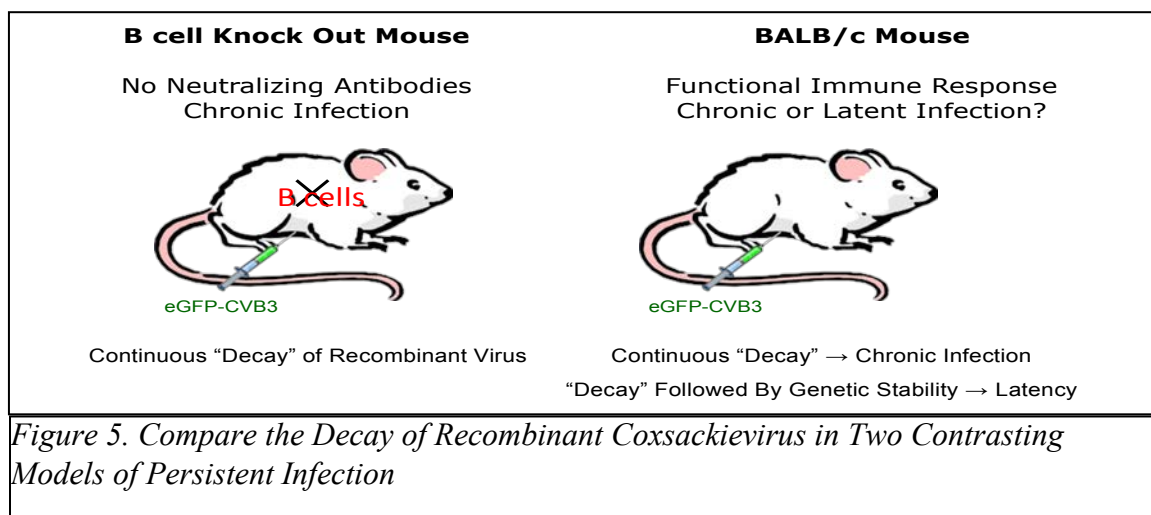 B cell Knock Out Mouse
No Neutralizing Antibodies
Chronic Infection
B cells
eGFP-CVB3
Continuous “Decay” of Recombinant Virus
BALB/c Mouse
Functional Immune Response
Chronic or Latent Infection?
eGFP-CVB3
Continuous “Decay” → Chronic Infection
“Decay” Followed By Genetic Stability → Latency
Figure 5. Compare the Decay of Recombinant Coxsackievirus in Two Contrasting
Models of Persistent Infection